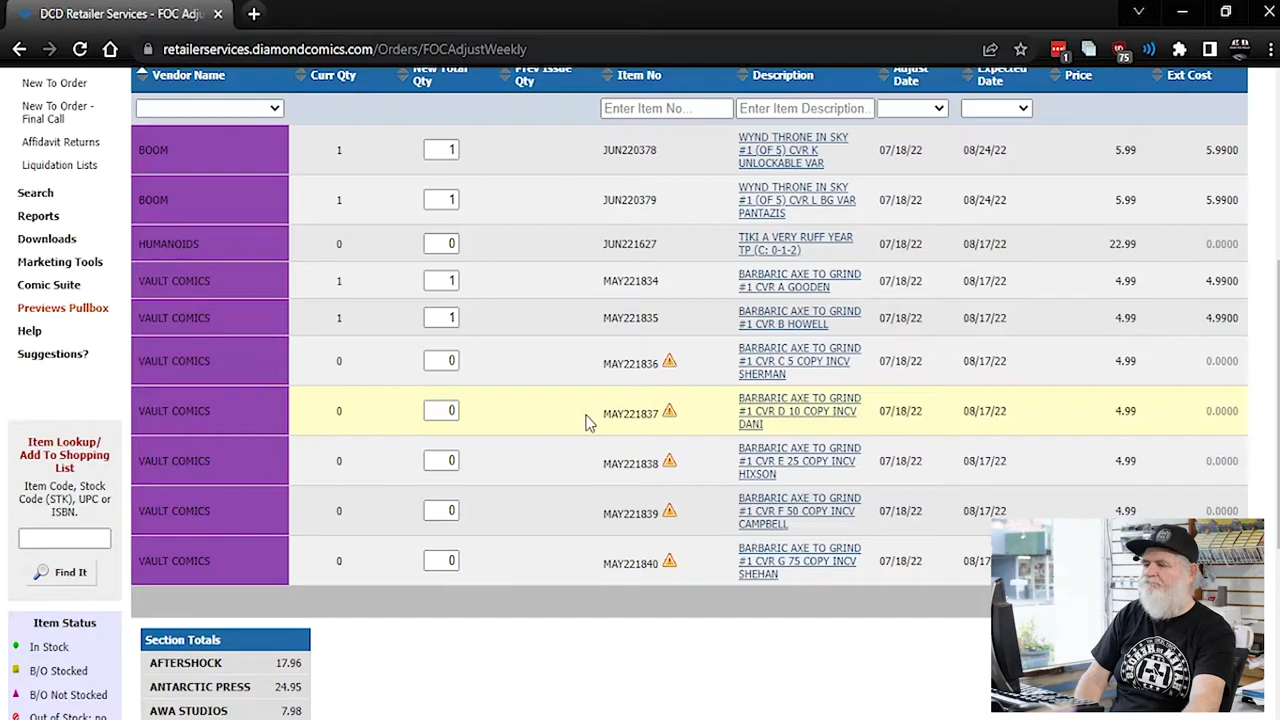 DCD Retailer Services - FOC Adju
retailerservices.diamondcomics.com/Orders/FOCAdjustWeekly
1
75
Vendor Name Curr Qty New Total Qty Prev Issue Qty Item No Description Adjust Date Expected Date Price Ext Cost
Enter Item No... Enter Item Description..
BOOM 1 1 JUN220378 WYND THRONE IN SKY #1 (OF 5) CVR K UNLOCKABLE VAR 07/18/22 08/24/22 5.99 5.9900
BOOM 1 1 JUN220379 WYND THRONE IN SKY #1 (OF 5) CVR L BG VAR PANTAZIS 07/18/22 08/24/22 5.99 5.9900
HUMANOIDS 0 0 JUN221627 TIKI A VERY RUFF YEAR TP (C: 0-1-2) 07/18/22 08/17/22 22.99 0.0000
VAULT COMICS 1 1 MAY221834 BARBARIC AXE TO GRIND #1 CVR A GOODEN 07/18/22 08/17/22 4.99 4.9900
VAULT COMICS 1 1 MAY221835 BARBARIC AXE TO GRIND #1 CVR B HOWELL 07/18/22 08/17/22 4.99 4.9900
VAULT COMICS 0 0 MAY221836 BARBARIC AXE TO GRIND #1 CVR C 5 COPY INCV SHERMAN 07/18/22 08/17/22 4.99 0.0000
VAULT COMICS 0 0 MAY221837 BARBARIC AXE TO GRIND #1 CVR D 10 COPY INCV DANI 07/18/22 08/17/22 4.99 0.0000
VAULT COMICS 0 0 MAY221838 BARBARIC AXE TO GRIND #1 CVR E 25 COPY INCV HIXSON 07/18/22 08/17/22 4.99 0.0000
VAULT COMICS 0 0 MAY221839 BARBARIC AXE TO GRIND #1 CVR F 50 COPY INCV CAMPBELL 07/18/22 08/17/22 4.99 0.0000
VAULT COMICS 0 0 MAY221840 BARBARIC AXE TO GRIND #1 CVR G 75 COPY INCV SHEHAN 07/18/22 08/17
New To Order
New To Order -
Final Call
Affidavit Returns
Liquidation Lists
Search
Reports
Downloads
Marketing Tools
Comic Suite
Previews Pullbox
Help
Suggestions?
Item Lookup/
Add To Shopping
List
Item Code, Stock
Code (STK), UPC or
ISBN.
Find It
Item Status
In Stock
B/O Stocked
B/O Not Stocked
Out of Stock: no
Section Totals
AFTERSHOCK 17.96
ANTARCTIC PRESS 24.95
AWA STUDIOS 7.98